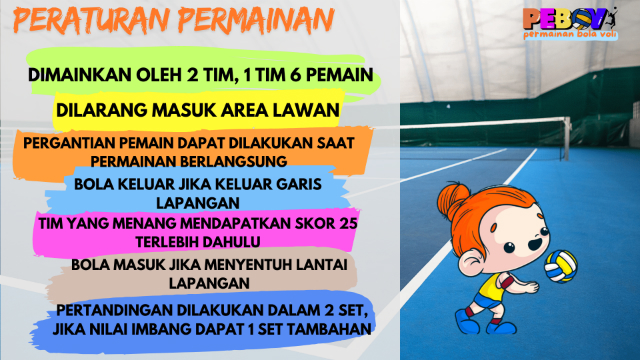 PERATURAN PERMAINAN
PEBOV
permainan bola voli
DIMAINKAN OLEH 2 TIM, 1 TIM 6 PEMAIN
DILARANG MASUK AREA LAWAN
PERGANTIAN PEMAIN DAPAT DILAKUKAN SAAT
PERMAINAN BERLANGSUNG
BOLA KELUAR JIKA KELUAR GARIS
LAPANGAN
TIM YANG MENANG MENDAPATKAN SKOR 25
TERLEBIH DAHULU
BOLA MASUK JIKA MENYENTUH LANTAI
LAPANGAN
PERTANDINGAN DILAKUKAN DALAM 2 SET,
JIKA NILAI IMBANG DAPAT 1 SET TAMBAHAN